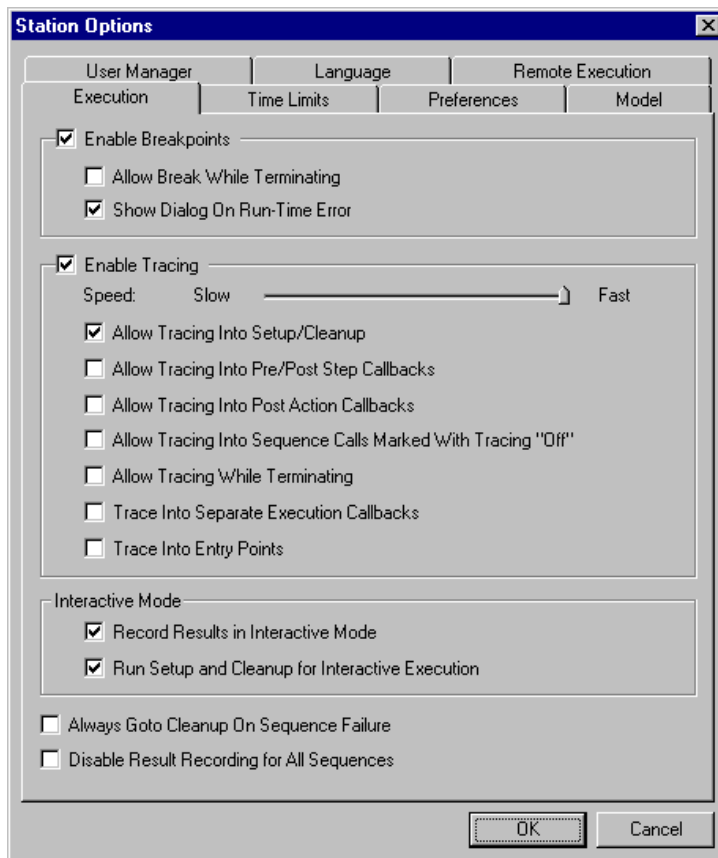 Station Options
User Manager
Language
Remote Execution
Execution
Time Limits
Preferences
Model
Enable Breakpoints
Allow Break While Terminating
Show Dialog On Run-Time Error
Enable Tracing
Speed: Slow Fast
Allow Tracing Into Setup/Cleanup
Allow Tracing Into Pre/Post Step Callbacks
Allow Tracing Into Post Action Callbacks
Allow Tracing Into Sequence Calls Marked With Tracing "Off"
Allow Tracing While Terminating
Trace Into Separate Execution Callbacks
Trace Into Entry Points
Interactive Mode
Record Results in Interactive Mode
Run Setup and Cleanup for Interactive Execution
Always Goto Cleanup On Sequence Failure
Disable Result Recording for All Sequences
OK
Cancel